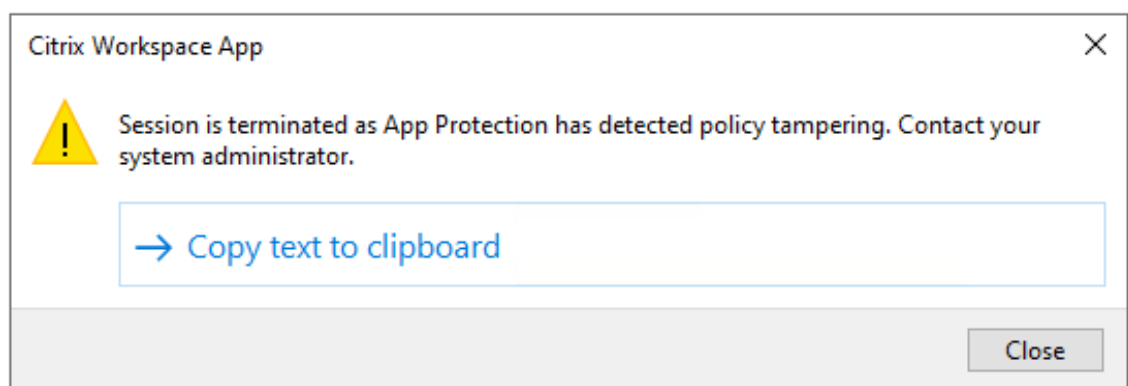 Citrix Workspace App
Session is terminated as App Protection has detected policy tampering. Contact your
system administrator.
→ Copy text to clipboard
Close